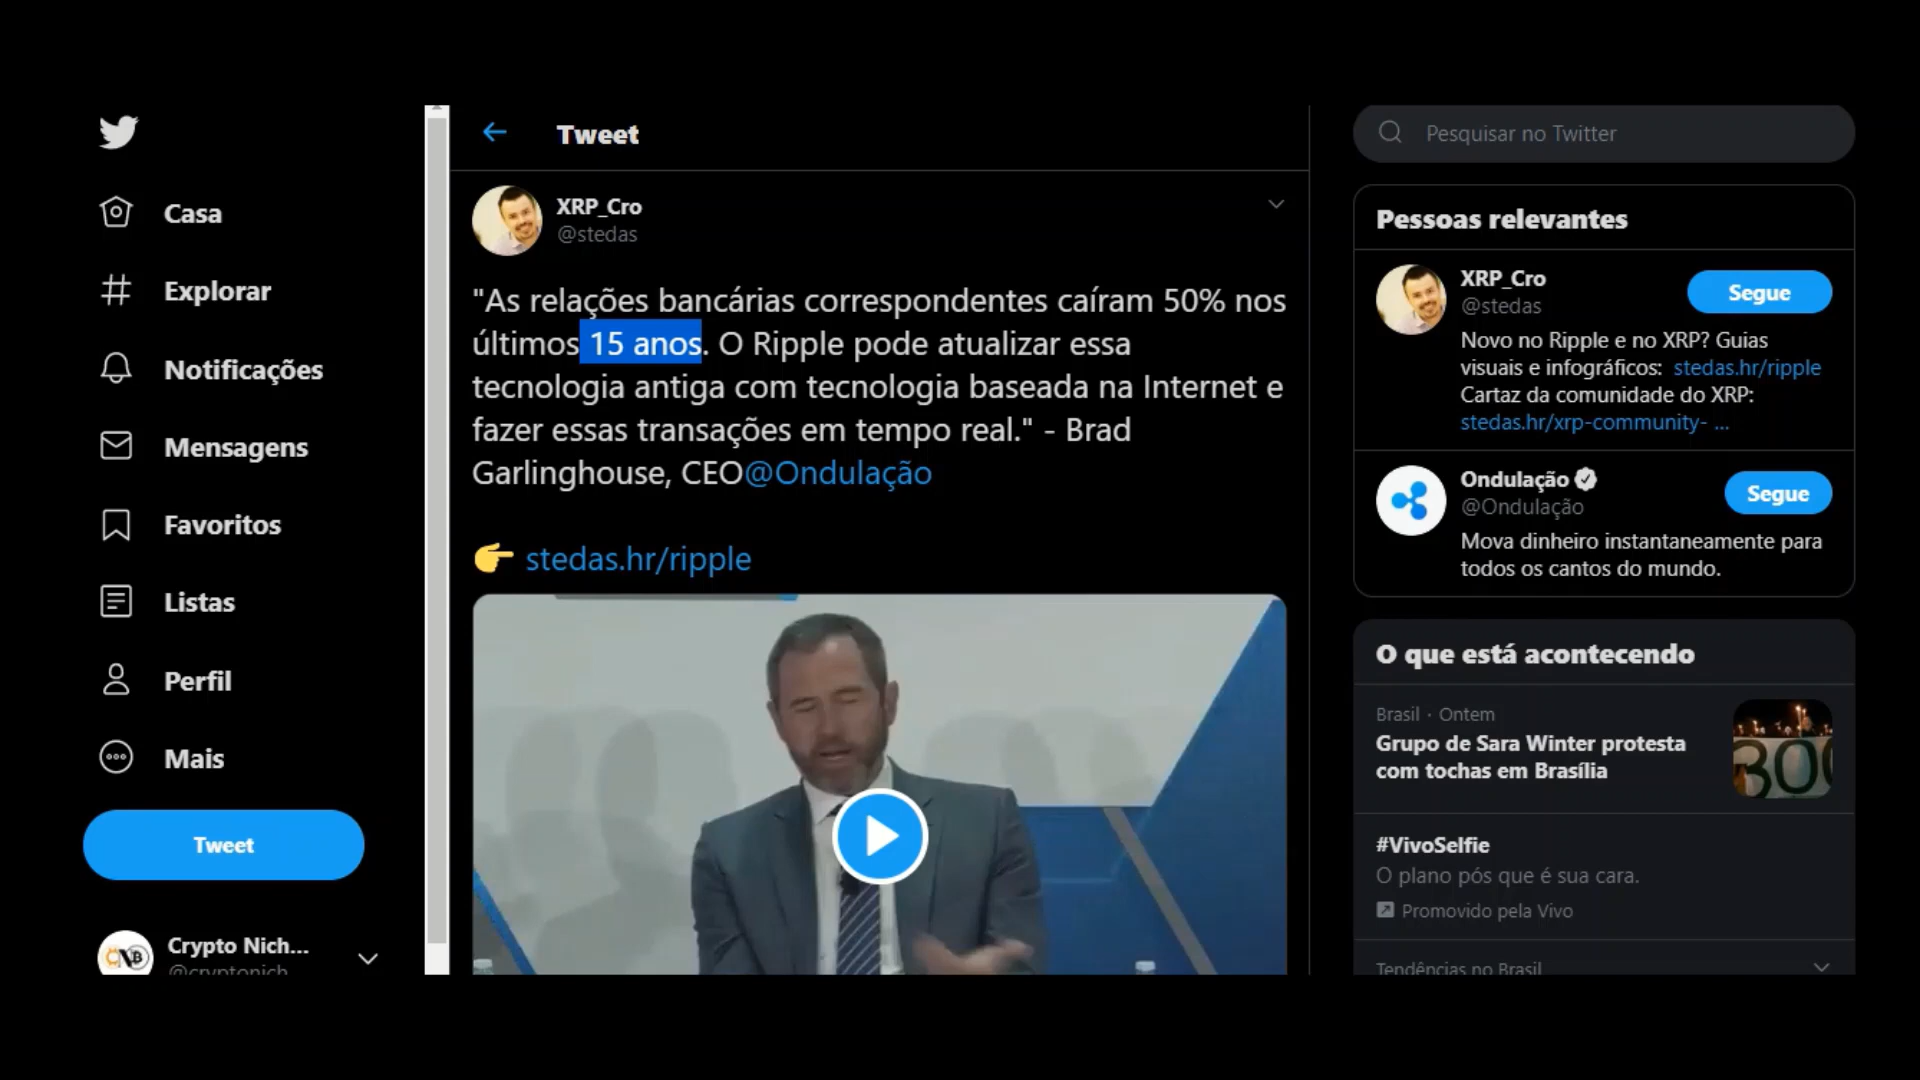 Casa
Explorar
Notificações
Mensagens
Favoritos
Listas
Perfil
Mais
Tweet
Crypto Nich...
@cryptonich
Tweet
XRP_Cro
@stedas
"As relações bancárias correspondentes caíram 50% nos
últimos 15 anos. O Ripple pode atualizar essa
tecnologia antiga com tecnologia baseada na Internet e
fazer essas transações em tempo real." - Brad
Garlinghouse, CEO@Ondulação
👉 stedas.hr/ripple
Pesquisar no Twitter
Pessoas relevantes
XRP_Cro
@stedas
Segue
Novo no Ripple e no XRP? Guias
visuais e infográficos: stedas.hr/ripple
Cartaz da comunidade do XRP:
stedas.hr/xrp-community- ...
Ondulação
@Ondulação
Segue
Mova dinheiro instantaneamente para
todos os cantos do mundo.
O que está acontecendo
Brasil · Ontem
Grupo de Sara Winter protesta
com tochas em Brasília
300
#VivoSelfie
O plano pós que é sua cara.
Promovido pela Vivo
Tendências no Brasil